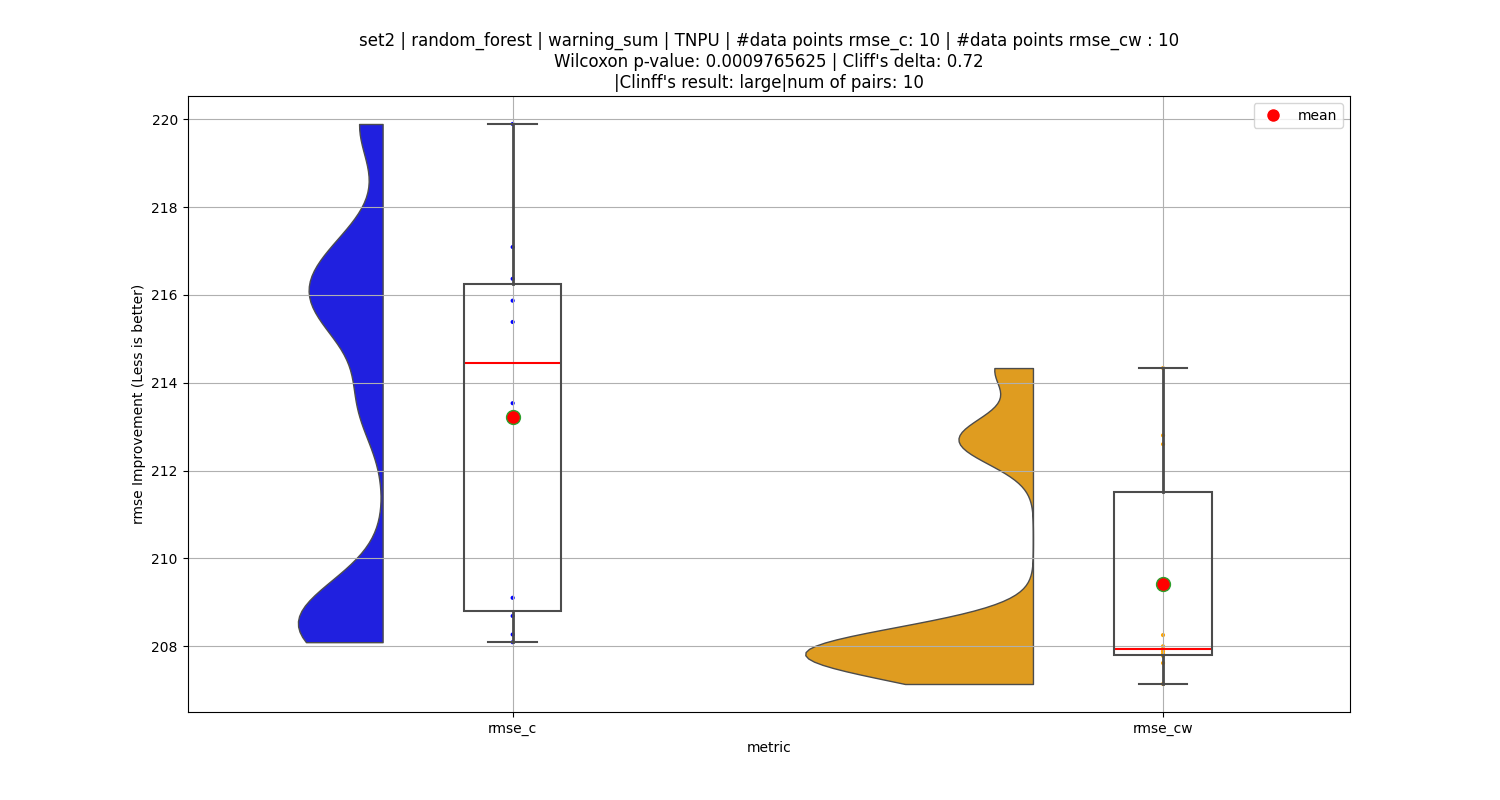 set2 | random_forest | warning_sum | TNPU | #data points rmse_c: 10 | #data points rmse_cw : 10
Wilcoxon p-value: 0.0009765625 | Cliff's delta: 0.72
|Clinff's result: large|num of pairs: 10
mean
220
218
216
214
212
210
208
rmse Improvement (Less is better)
rmse_c
rmse_cw
metric